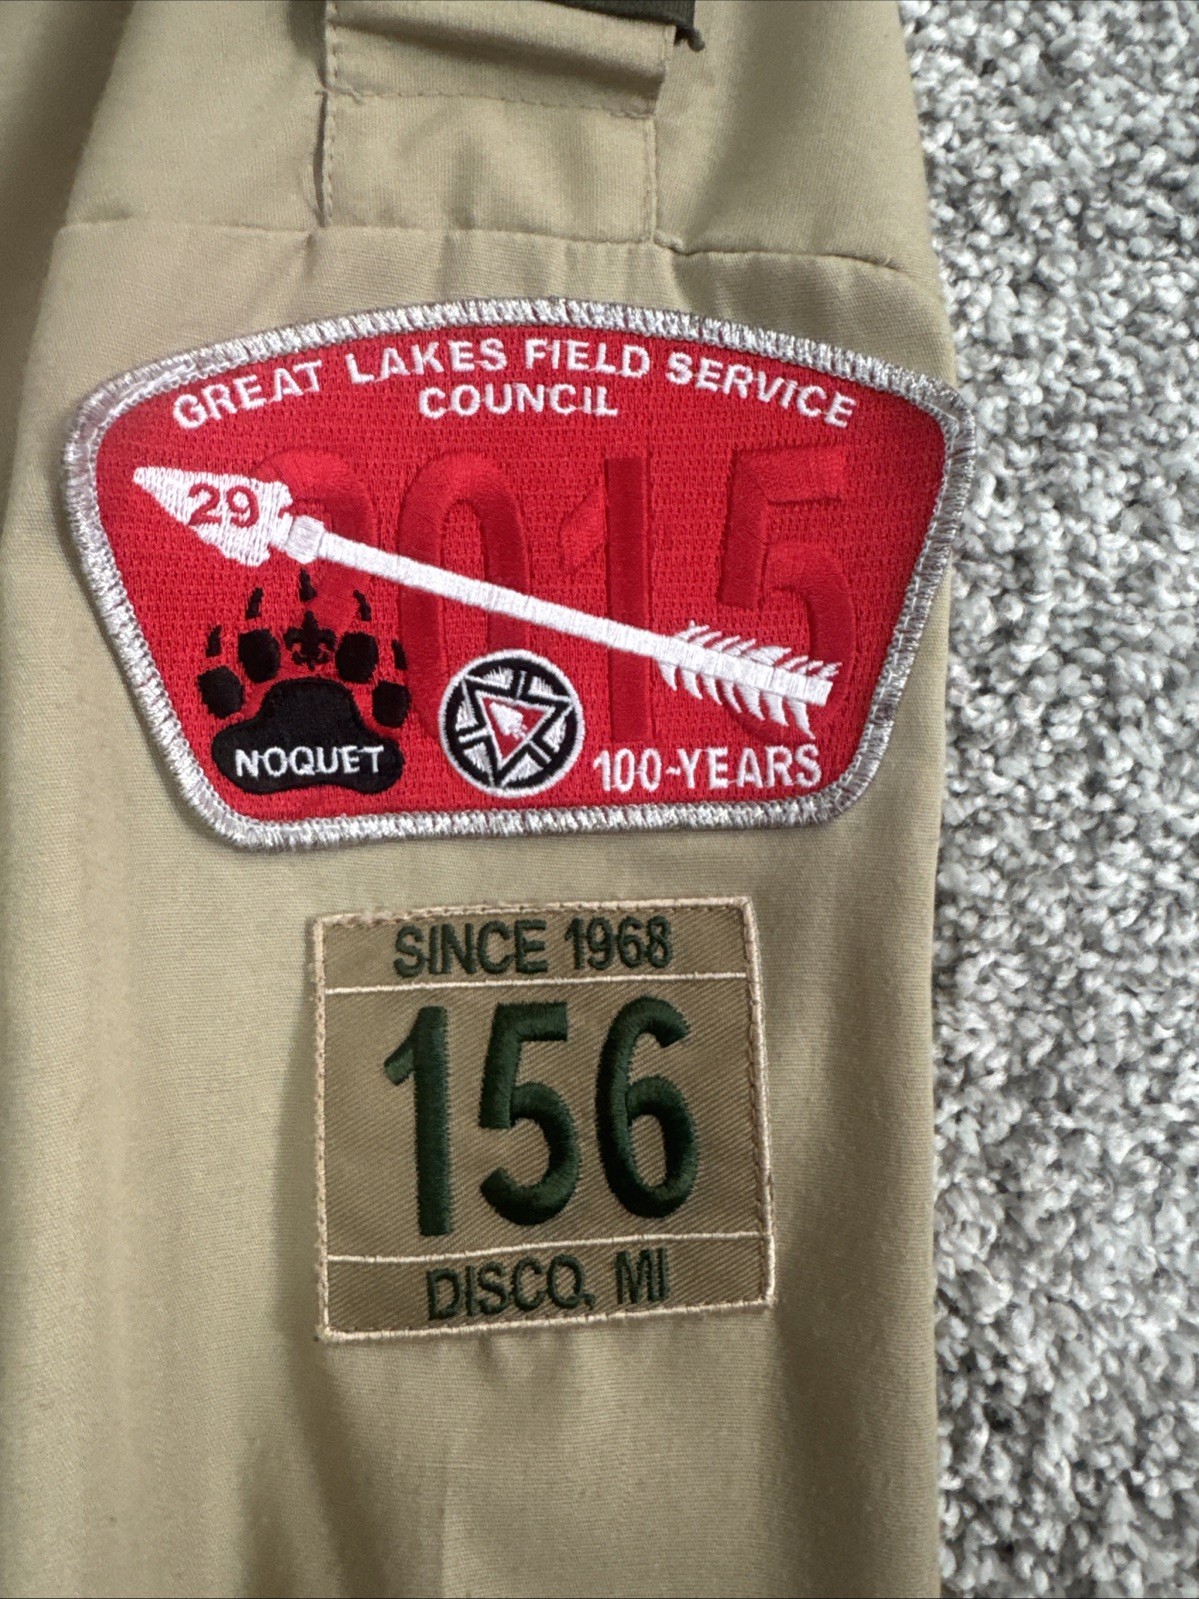 GREAT LAKES FIELD SERVICE
COUNCIL
2015
29
NOQUET
100-YEARS
SINCE 1968
156
DISCO, MI